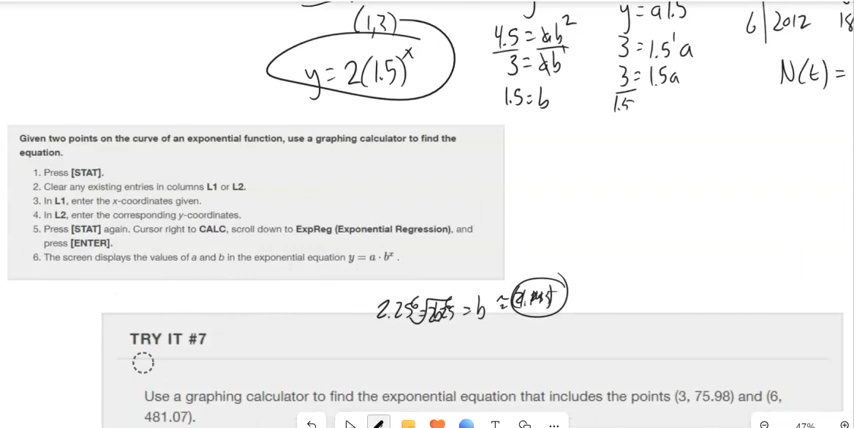 (1,3)
y = 2(1.5)^x
4.5 = ab^2
3 = ab^1
1.5 = b
y = a1.5
3 = 1.5^1 a
3 = 1.5a
1.5
6 | 2012 18
N(t) =
Given two points on the curve of an exponential function, use a graphing calculator to find the
equation.
1. Press [STAT].
2. Clear any existing entries in columns L1 or L2.
3. In L1, enter the x-coordinates given.
4. In L2, enter the corresponding y-coordinates.
5. Press [STAT] again. Cursor right to CALC, scroll down to ExpReg (Exponential Regression), and
press [ENTER].
6. The screen displays the values of a and b in the exponential equation y = a · b^x .
= b ≈
TRY IT #7
Use a graphing calculator to find the exponential equation that includes the points (3, 75.98) and (6,
481.07).
T
47%